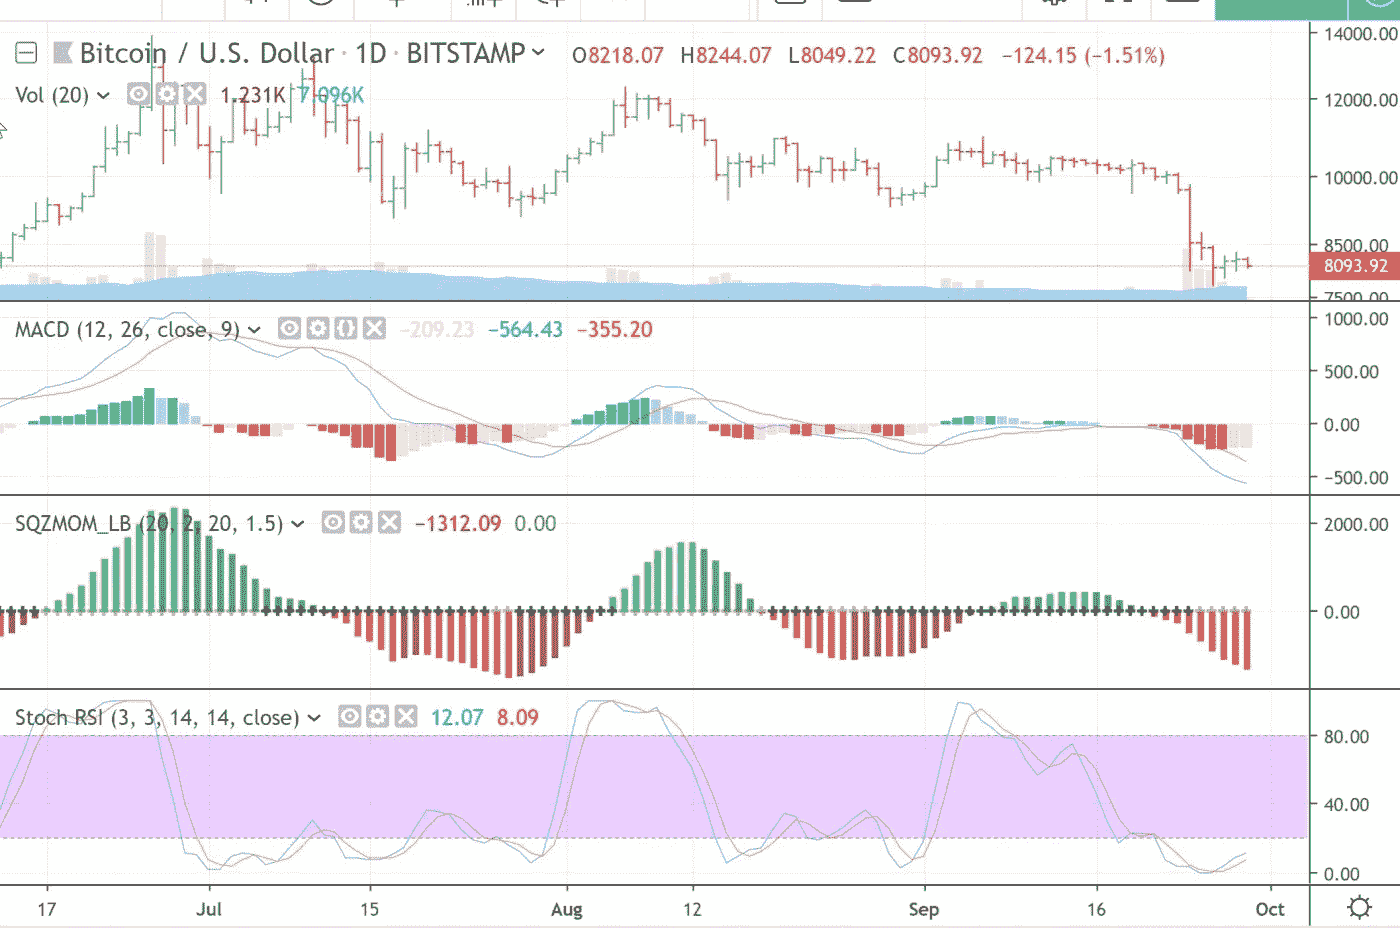 Bitcoin / U.S. Dollar · 1D · BITSTAMP O8218.07 H8244.07 L8049.22 C8093.92 −124.15 (−1.51%)
Vol (20) 1.231K 7.096K
14000.00
12000.00
10000.00
8500.00
8093.92
7500.00
MACD (12, 26, close, 9) −209.23 −564.43 −355.20
1000.00
500.00
0.00
−500.00
SQZMOM_LB (20, 2, 20, 1.5) −1312.09 0.00
2000.00
0.00
Stoch RSI (3, 3, 14, 14, close) 12.07 8.09
80.00
40.00
0.00
17 Jul 15 Aug 12 Sep 16 Oct